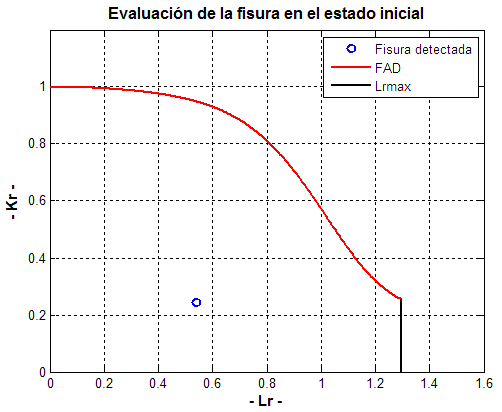 Evaluación de la fisura en el estado inicial
Fisura detectada
FAD
Lrmax
- Kr -
1
0.8
0.6
0.4
0.2
0
0 0.2 0.4 0.6 0.8 1 1.2 1.4 1.6
- Lr -